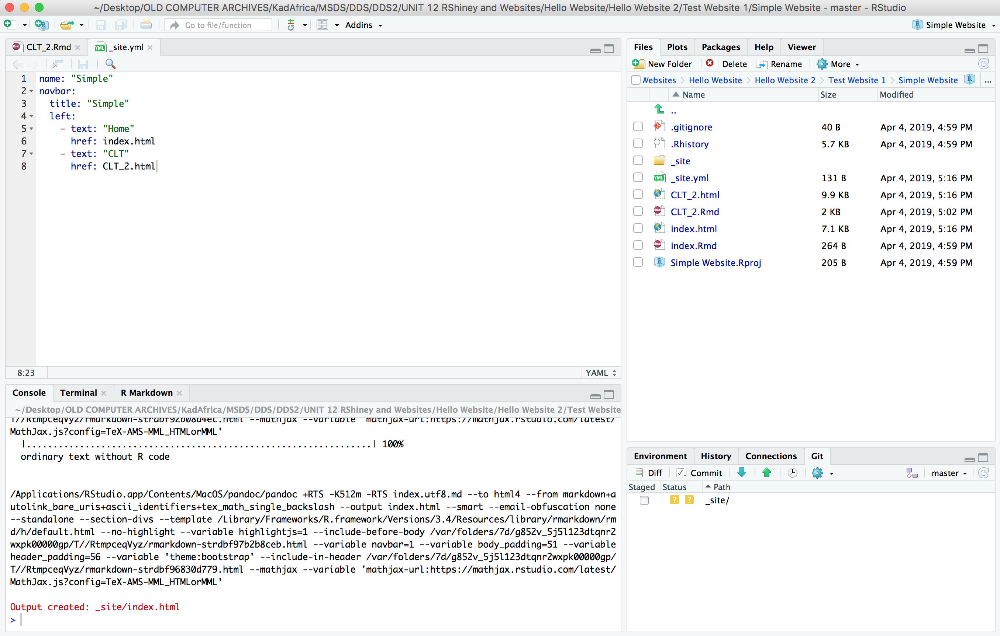 ~/Desktop/OLD COMPUTER ARCHIVES/KadAfrica/MSDS/DDS/DDS2/UNIT 12 RShiney and Websites/Hello Website/Hello Website 2/Test Website 1/Simple Website - master - RStudio
Go to file/function
Addins
Simple Website
CLT_2.Rmd
_site.yml
1 name: "Simple"
2 navbar:
3 title: "Simple"
4 left:
5 - text: "Home"
6 href: index.html
7 - text: "CLT"
8 href: CLT_2.html
8:23
YAML
Console
Terminal
R Markdown
~/Desktop/OLD COMPUTER ARCHIVES/KadAfrica/MSDS/DDS/DDS2/UNIT 12 RShiney and Websites/Hello Website/Hello Website 2/Test Website
T//RtmpceqVyz/rmarkdown-strdbf92b08d4ec.html --mathjax --variable 'mathjax-url:https://mathjax.rstudio.com/latest/
MathJax.js?config=TeX-AMS-MML_HTMLorMML'
|.................................................................| 100%
ordinary text without R code
/Applications/RStudio.app/Contents/MacOS/pandoc/pandoc +RTS -K512m -RTS index.utf8.md --to html4 --from markdown+a
utolink_bare_uris+ascii_identifiers+tex_math_single_backslash --output index.html --smart --email-obfuscation none
--standalone --section-divs --template /Library/Frameworks/R.framework/Versions/3.4/Resources/library/rmarkdown/rm
d/h/default.html --no-highlight --variable highlightjs=1 --include-before-body /var/folders/7d/g852v_5j5l123dtqnr2
wxpk00000gp/T//RtmpceqVyz/rmarkdown-strdbf97b2b8ceb.html --variable navbar=1 --variable body_padding=51 --variable
header_padding=56 --variable 'theme:bootstrap' --include-in-header /var/folders/7d/g852v_5j5l123dtqnr2wxpk00000gp/
T//RtmpceqVyz/rmarkdown-strdbf96830d779.html --mathjax --variable 'mathjax-url:https://mathjax.rstudio.com/latest/
MathJax.js?config=TeX-AMS-MML_HTMLorMML'
Output created: _site/index.html
>
Files
Plots
Packages
Help
Viewer
New Folder
Delete
Rename
More
Websites > Hello Website > Hello Website 2 > Test Website 1 > Simple Website ...
Name Size Modified
..
.gitignore 40 B Apr 4, 2019, 4:59 PM
.Rhistory 5.7 KB Apr 4, 2019, 4:59 PM
_site
_site.yml 131 B Apr 4, 2019, 5:16 PM
CLT_2.html 9.9 KB Apr 4, 2019, 5:16 PM
CLT_2.Rmd 2 KB Apr 4, 2019, 5:02 PM
index.html 7.1 KB Apr 4, 2019, 5:16 PM
index.Rmd 264 B Apr 4, 2019, 4:59 PM
Simple Website.Rproj 205 B Apr 4, 2019, 4:59 PM
Environment
History
Connections
Git
Diff
Commit
master
Staged Status Path
? ? _site/